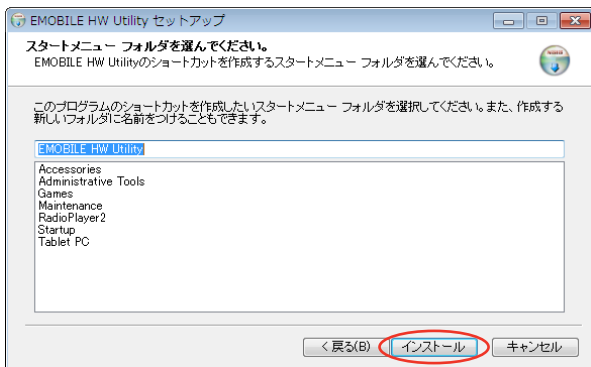 EMOBILE HW Utility セットアップ
スタートメニュー フォルダを選んでください。
EMOBILE HW Utilityのショートカットを作成するスタートメニュー フォルダを選んでください。
このプログラムのショートカットを作成したいスタートメニュー フォルダを選択してください。また、作成する
新しいフォルダに名前をつけることもできます。
EMOBILE HW Utility
Accessories
Administrative Tools
Games
Maintenance
RadioPlayer2
Startup
Tablet PC
< 戻る(B)
インストール
キャンセル